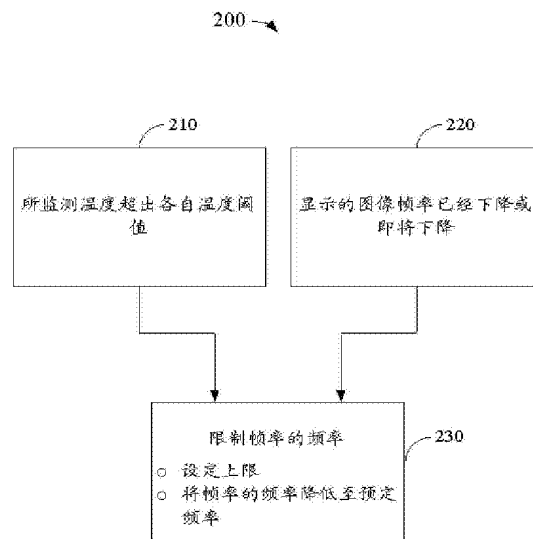 200
210
220
所监测温度超出各自温度阈
值
显示的图像帧率已经下降或
即将下降
限制帧率的频率
230
○ 设定上限
○ 将帧率的频率降低至预定
频率